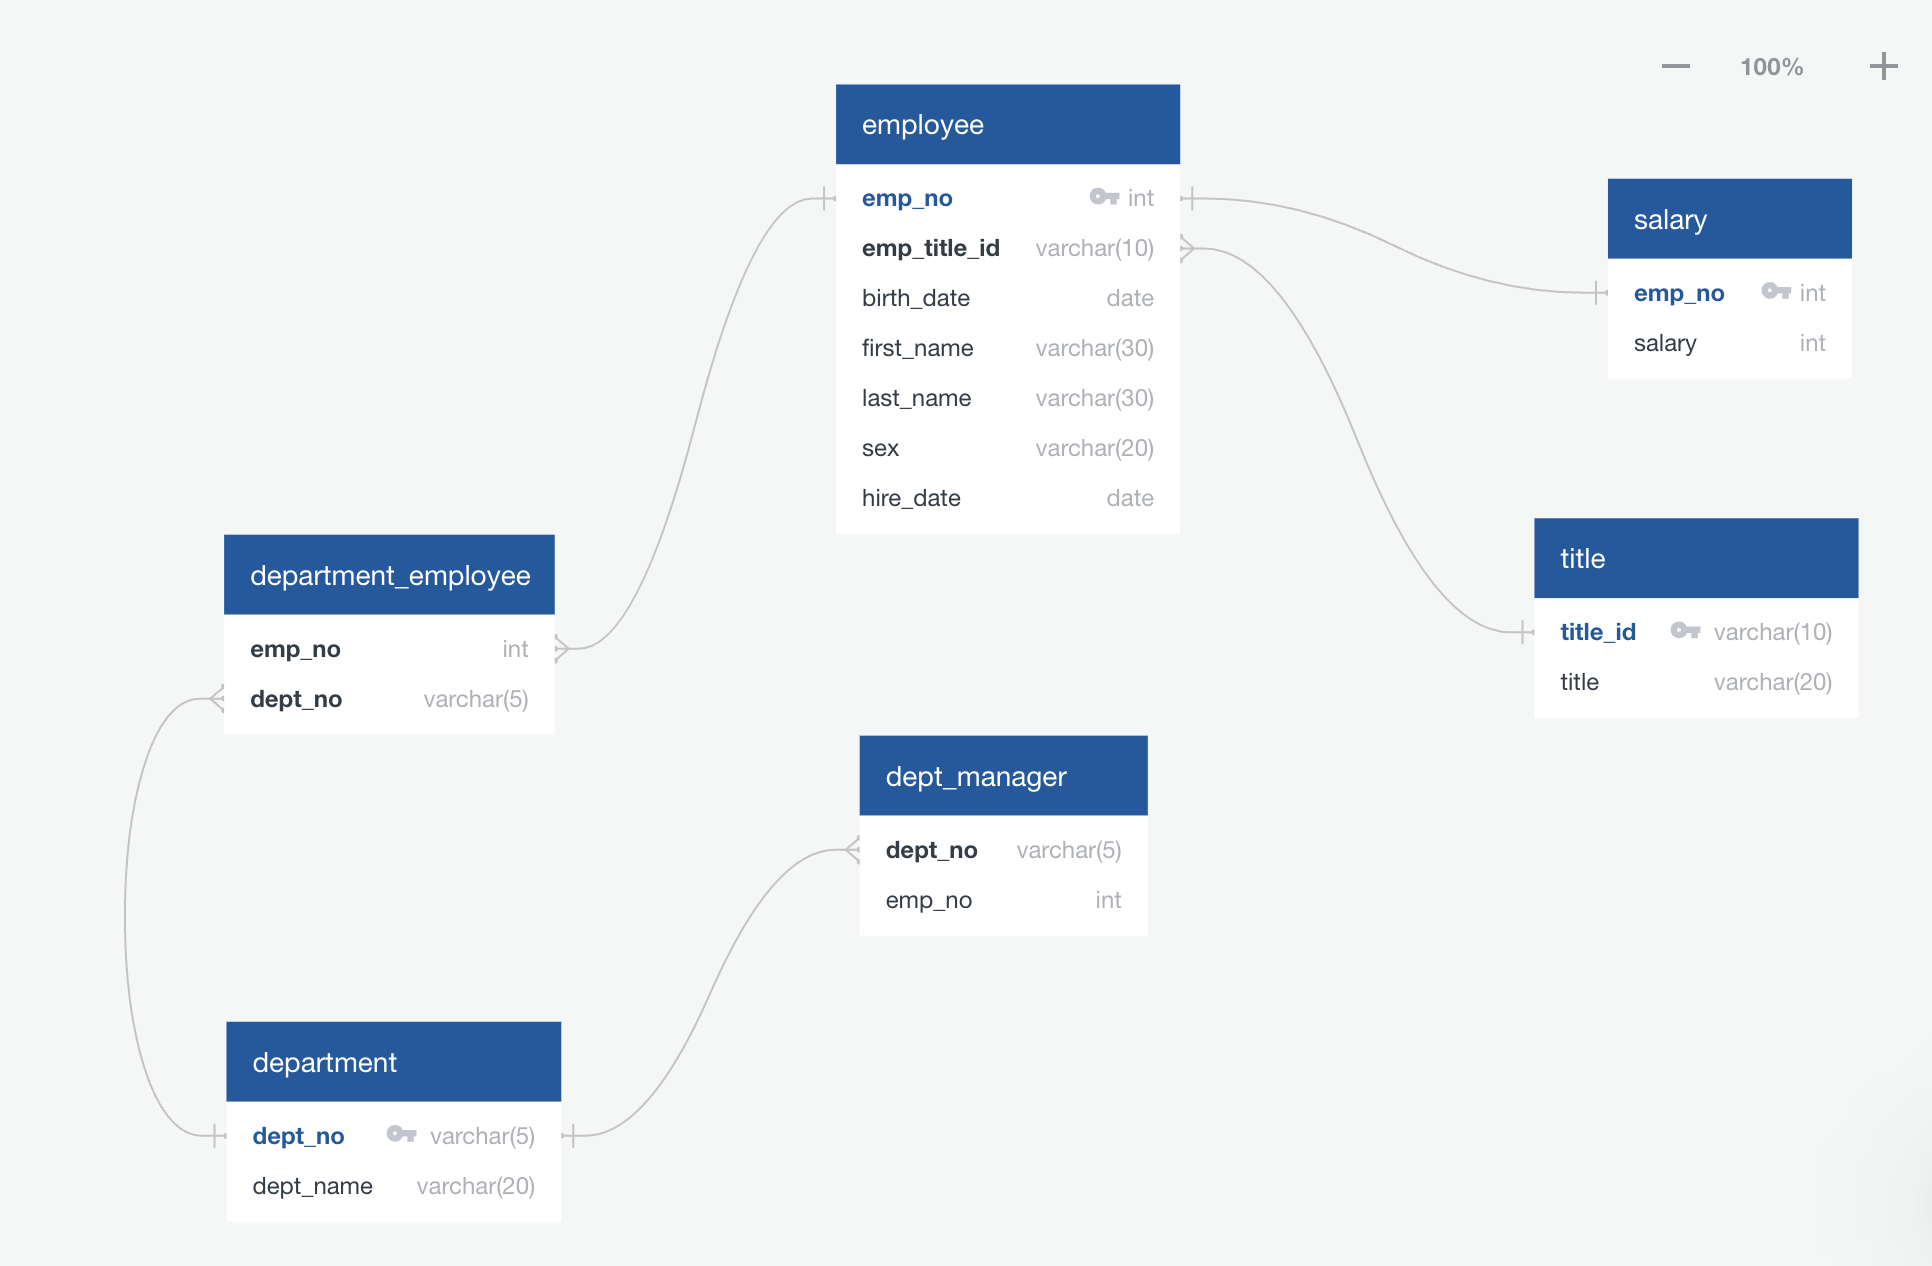 100%
employee
emp_no int
emp_title_id varchar(10)
birth_date date
first_name varchar(30)
last_name varchar(30)
sex varchar(20)
hire_date date
salary
emp_no int
salary int
title
title_id varchar(10)
title varchar(20)
department_employee
emp_no int
dept_no varchar(5)
dept_manager
dept_no varchar(5)
emp_no int
department
dept_no varchar(5)
dept_name varchar(20)